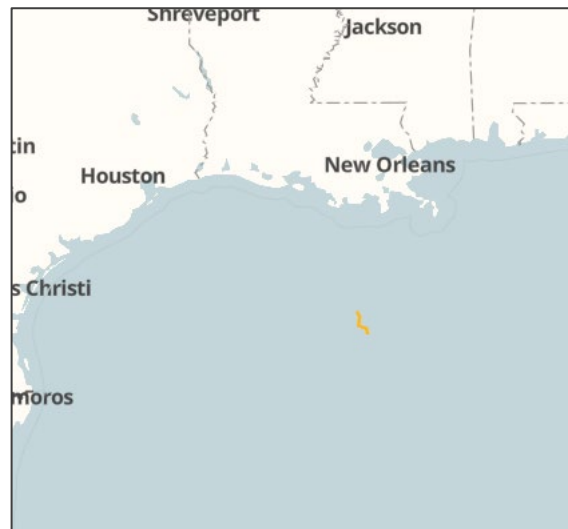 Shreveport
Jackson
tin
New Orleans
Houston
io
s Christi
moros